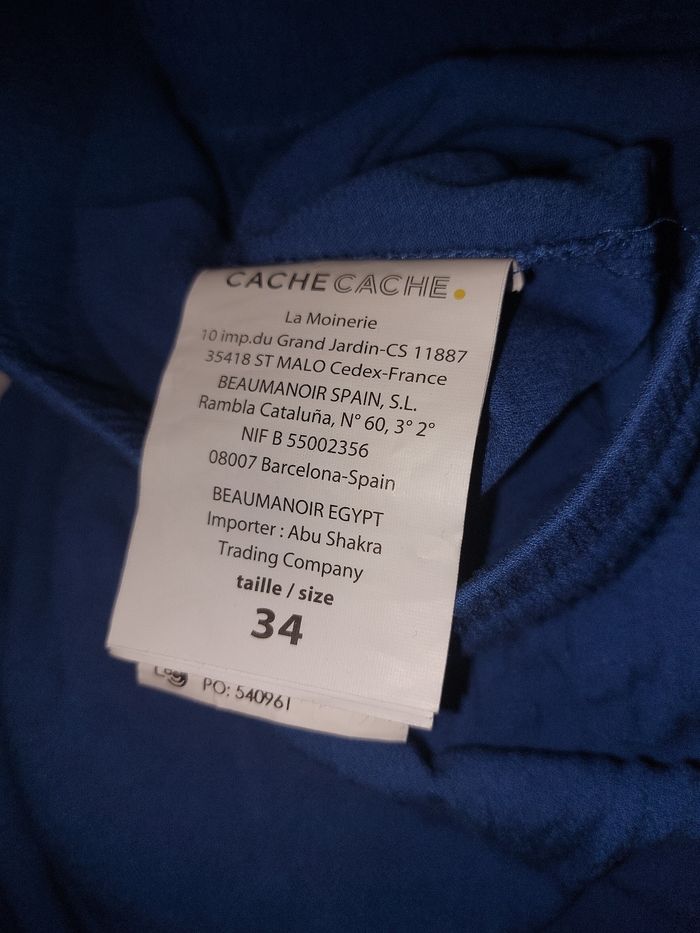 CACHE CACHE.
La Moinerie
10 imp.du Grand Jardin-CS 11887
35418 ST MALO Cedex-France
BEAUMANOIR SPAIN, S.L.
Rambla Cataluña, N° 60, 3° 2°
NIF B 55002356
08007 Barcelona-Spain
BEAUMANOIR EGYPT
Importer : Abu Shakra
Trading Company
taille / size
34
PO: 540961